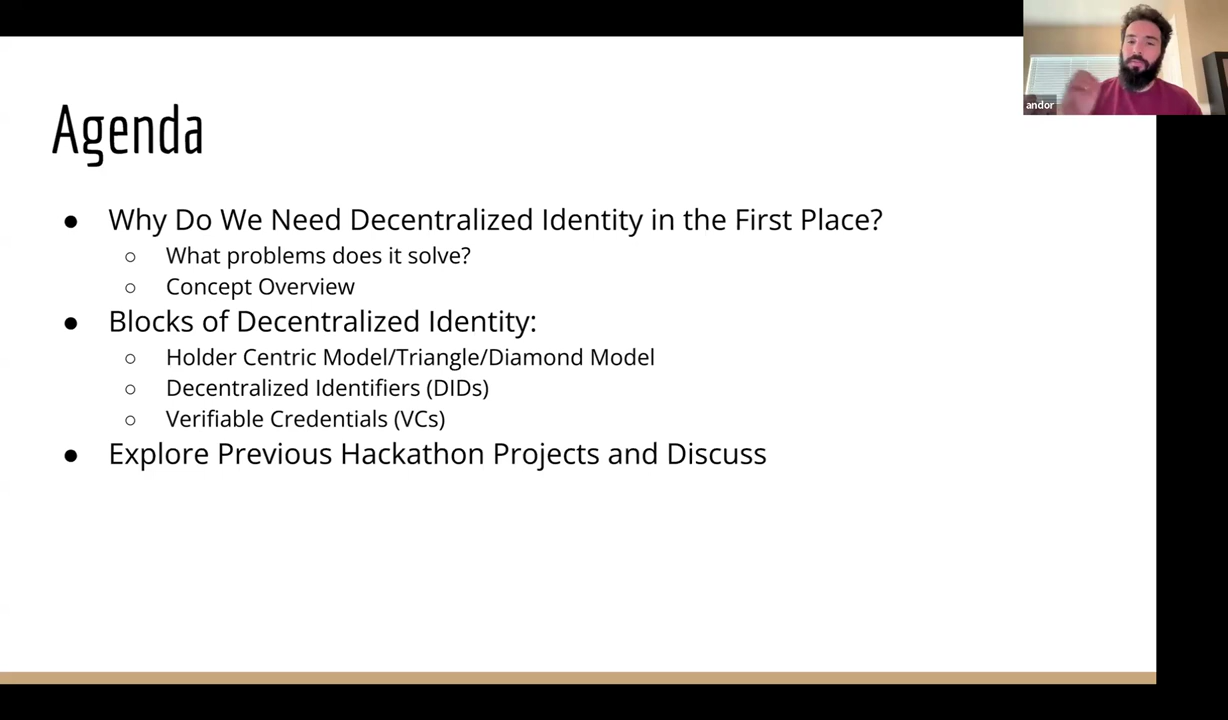 Agenda
andor
● Why Do We Need Decentralized Identity in the First Place?
○ What problems does it solve?
○ Concept Overview
● Blocks of Decentralized Identity:
○ Holder Centric Model/Triangle/Diamond Model
○ Decentralized Identifiers (DIDs)
○ Verifiable Credentials (VCs)
● Explore Previous Hackathon Projects and Discuss